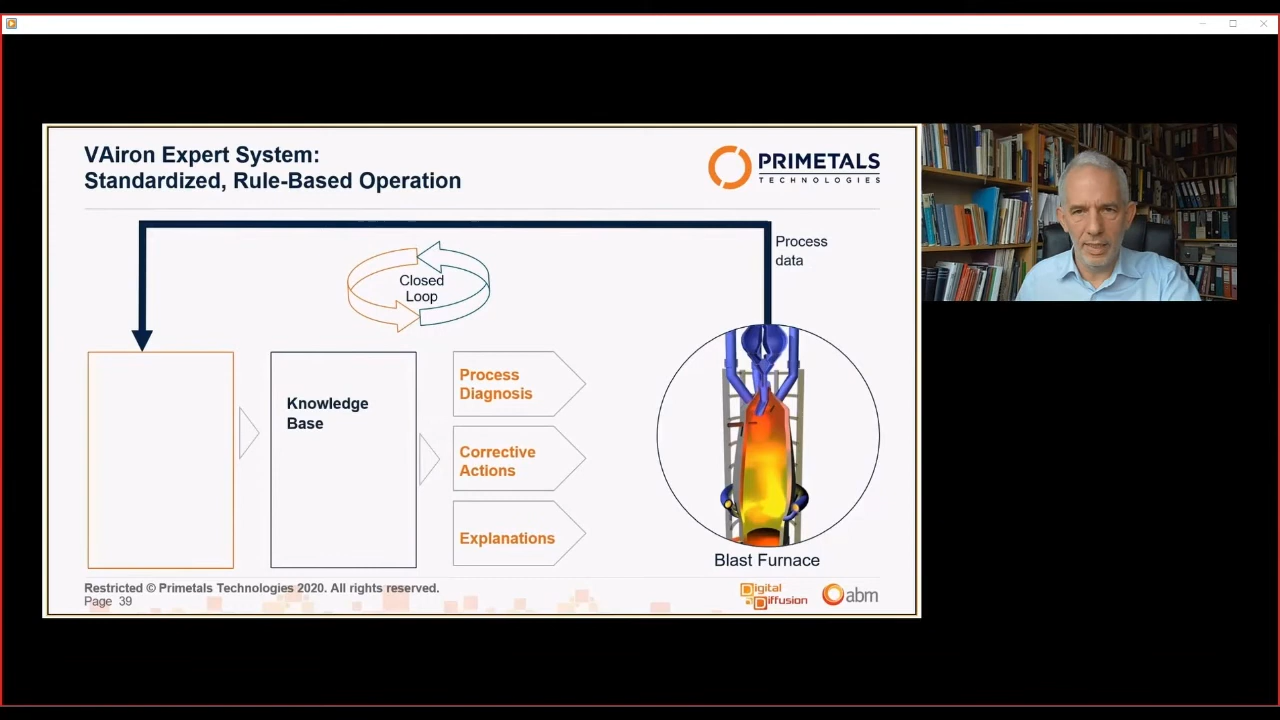 VAiron Expert System:
Standardized, Rule-Based Operation
PRIMETALS
TECHNOLOGIES
Process
data
Closed
Loop
Knowledge
Base
Process
Diagnosis
Corrective
Actions
Explanations
Blast Furnace
Restricted © Primetals Technologies 2020. All rights reserved.
Page 39
Digital
Diffusion
abm